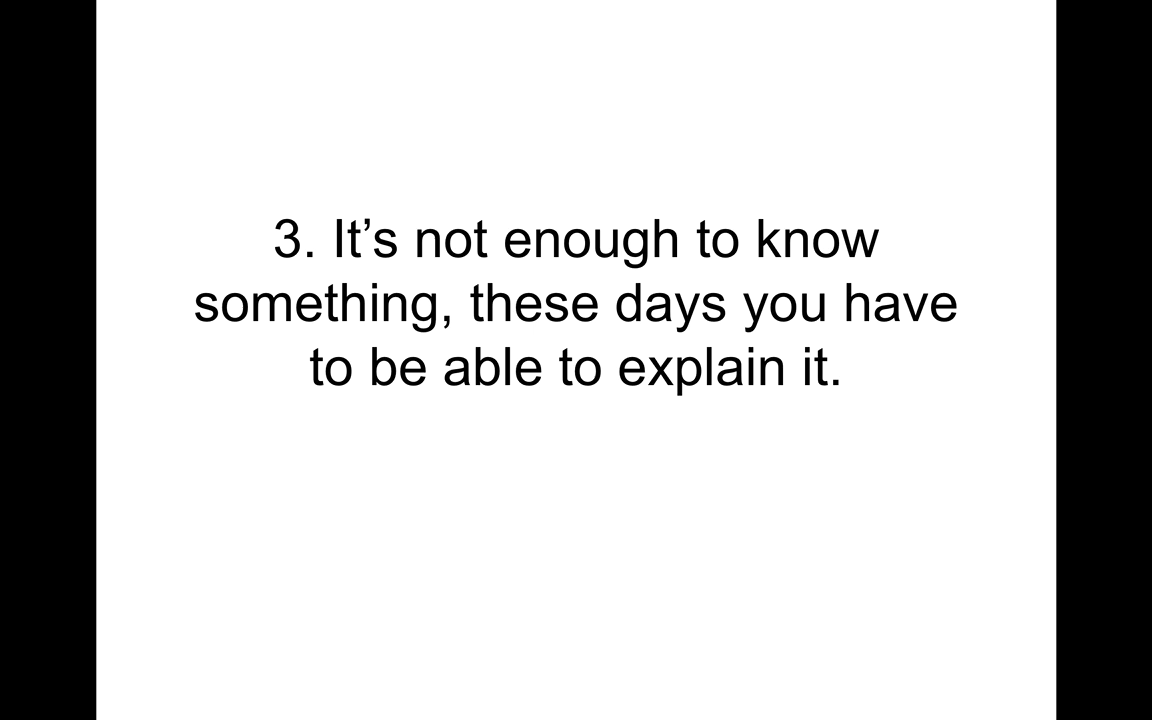 3. It’s not enough to know
something, these days you have
to be able to explain it.